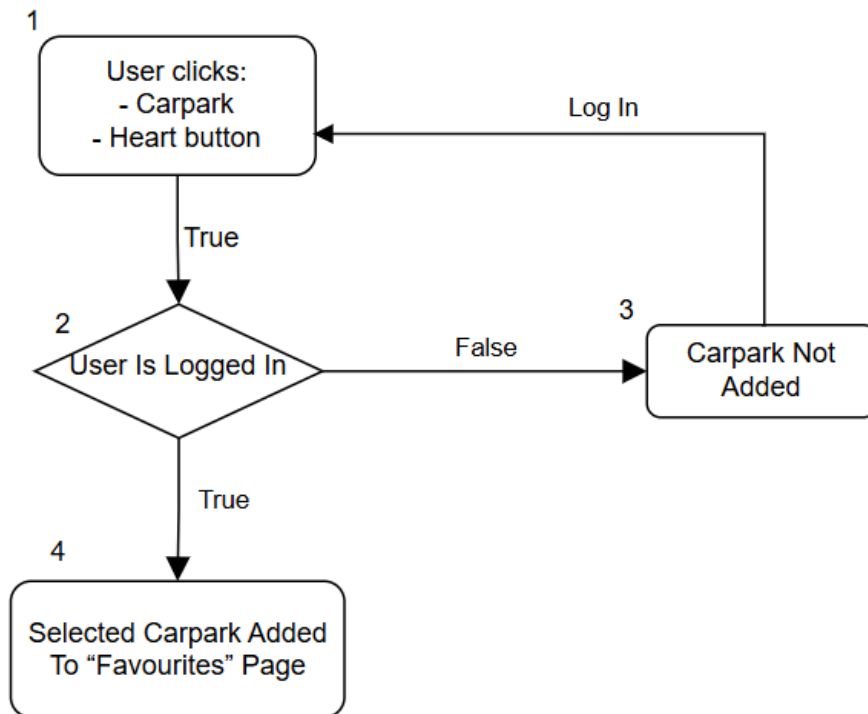 1
User clicks:
- Carpark
- Heart button
Log In
True
2
User Is Logged In
False
3
Carpark Not
Added
True
4
Selected Carpark Added
To “Favourites” Page